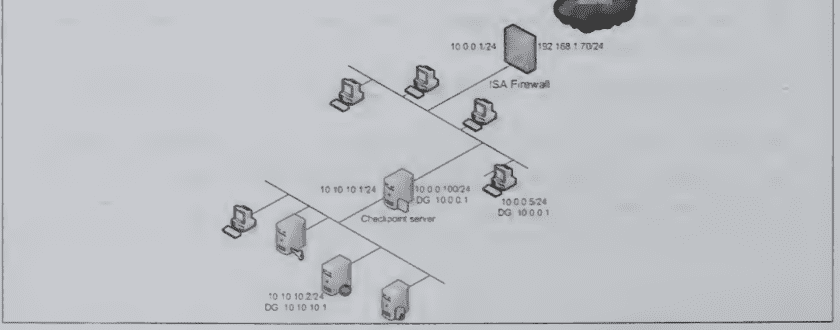 10.0.0.1/24
192.168.1.70/24
ISA Firewall
10.10.10.1/24
10.0.0.100/24
DG 10.0.0.1
Checkpoint server
10.0.0.5/24
DG 10.0.0.1
10.10.10.2/24
DG 10.10.10.1